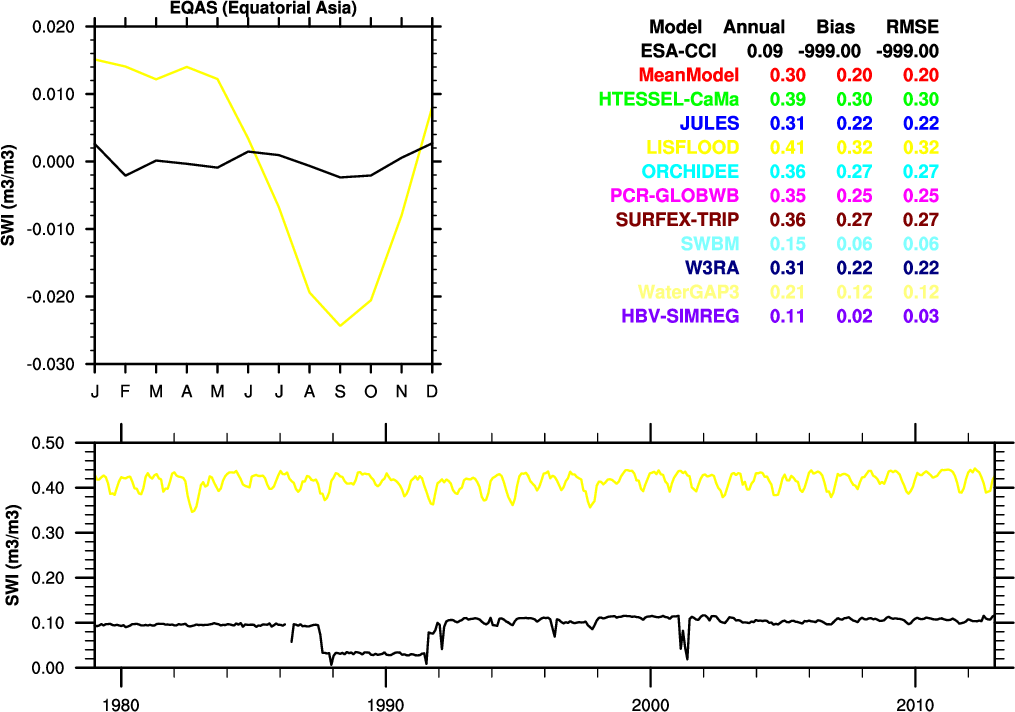 EQAS (Equatorial Asia)
0.020
0.010
0.000
-0.010
-0.020
-0.030
SWI (m3/m3)
J F M A M J J A S O N D
Model Annual Bias RMSE
ESA-CCI 0.09 -999.00 -999.00
MeanModel 0.30 0.20 0.20
HTESSEL-CaMa 0.39 0.30 0.30
JULES 0.31 0.22 0.22
LISFLOOD 0.41 0.32 0.32
ORCHIDEE 0.36 0.27 0.27
PCR-GLOBWB 0.35 0.25 0.25
SURFEX-TRIP 0.36 0.27 0.27
SWBM 0.15 0.06 0.06
W3RA 0.31 0.22 0.22
WaterGAP3 0.21 0.12 0.12
HBV-SIMREG 0.11 0.02 0.03
0.50
0.40
0.30
0.20
0.10
0.00
SWI (m3/m3)
1980 1990 2000 2010